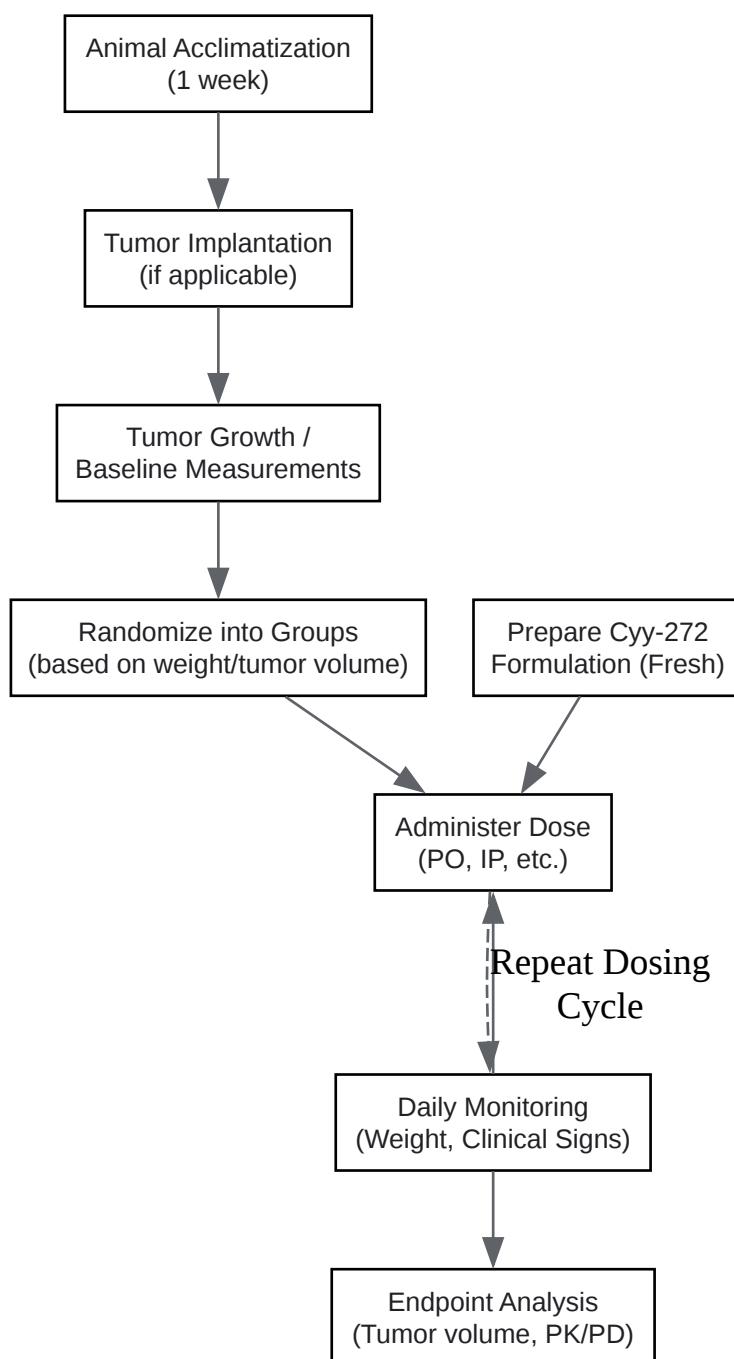 Animal Acclimatization
(1 week)
Tumor Implantation
(if applicable)
Tumor Growth /
Baseline Measurements
Randomize into Groups
(based on weight/tumor volume)
Prepare Cyy-272
Formulation (Fresh)
Administer Dose
(PO, IP, etc.)
Repeat Dosing
Cycle
Daily Monitoring
(Weight, Clinical Signs)
Endpoint Analysis
(Tumor volume, PK/PD)